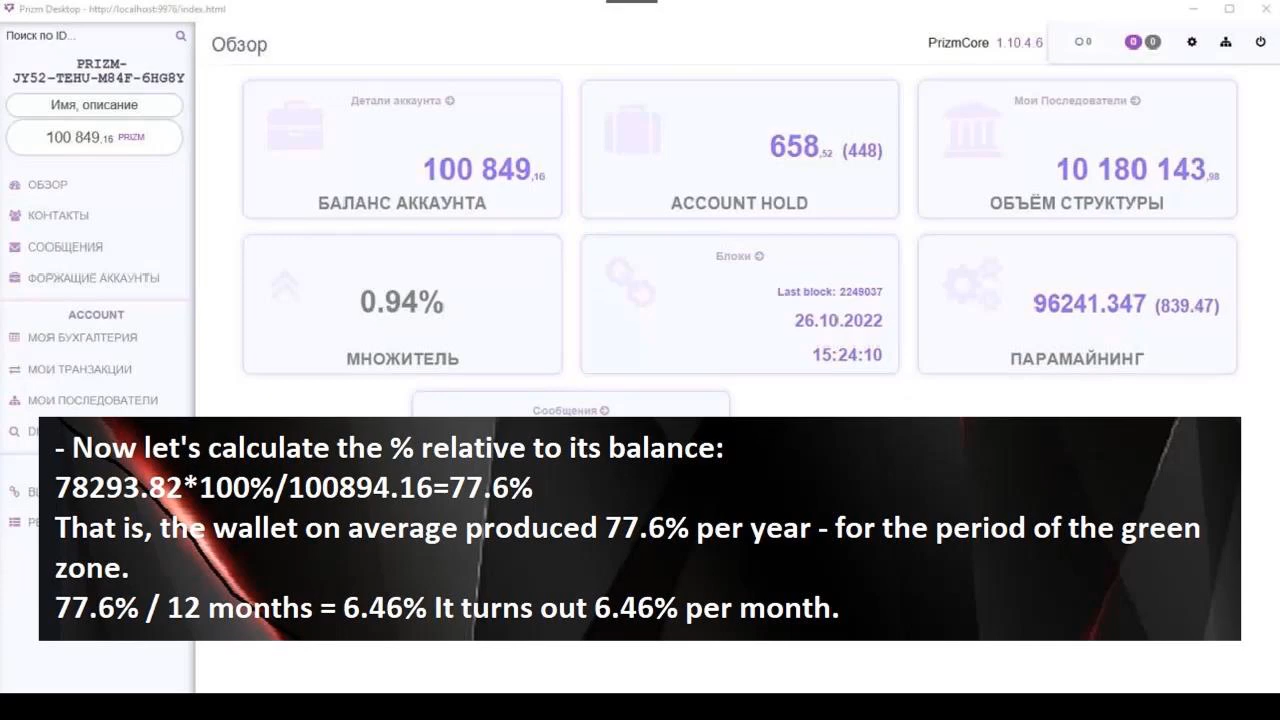 Prizm Desktop - http://localhost:9976/index.html
Поиск по ID...
PRIZM-
JY52-TEHU-M84F-6HG8Y
Имя, описание
100 849,16 PRIZM
ОБЗОР
КОНТАКТЫ
СООБЩЕНИЯ
ФОРЖАЩИЕ АККАУНТЫ
ACCOUNT
МОЯ БУХГАЛТЕРИЯ
МОИ ТРАНЗАКЦИИ
МОИ ПОСЛЕДОВАТЕЛИ
Обзор
PrizmCore 1.10.4.6
0
0 0
Детали аккаунта
100 849,16
БАЛАНС АККАУНТА
658,52 (448)
ACCOUNT HOLD
Мои Последователи
10 180 143,98
ОБЪЁМ СТРУКТУРЫ
0.94%
МНОЖИТЕЛЬ
Блоки
Last block: 2249037
26.10.2022
15:24:10
96241.347 (839.47)
ПАРАМАЙНИНГ
Сообщения
- Now let's calculate the % relative to its balance:
78293.82*100%/100894.16=77.6%
That is, the wallet on average produced 77.6% per year - for the period of the green
zone.
77.6% / 12 months = 6.46% It turns out 6.46% per month.